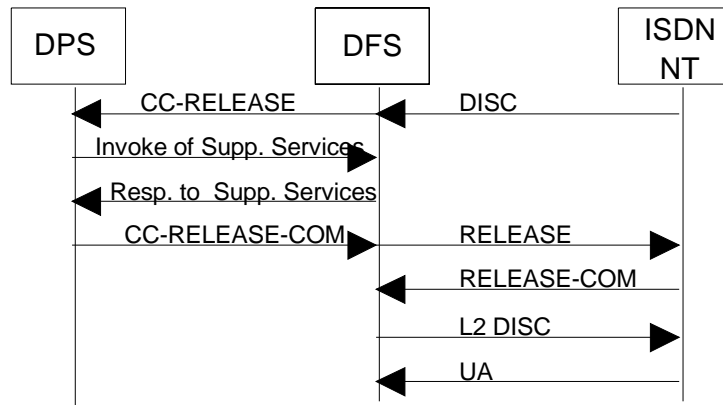 DPS
DFS
ISDN
NT
CC-RELEASE
DISC
Invoke of Supp. Services
Resp. to Supp. Services
CC-RELEASE-COM
RELEASE
RELEASE-COM
L2 DISC
UA